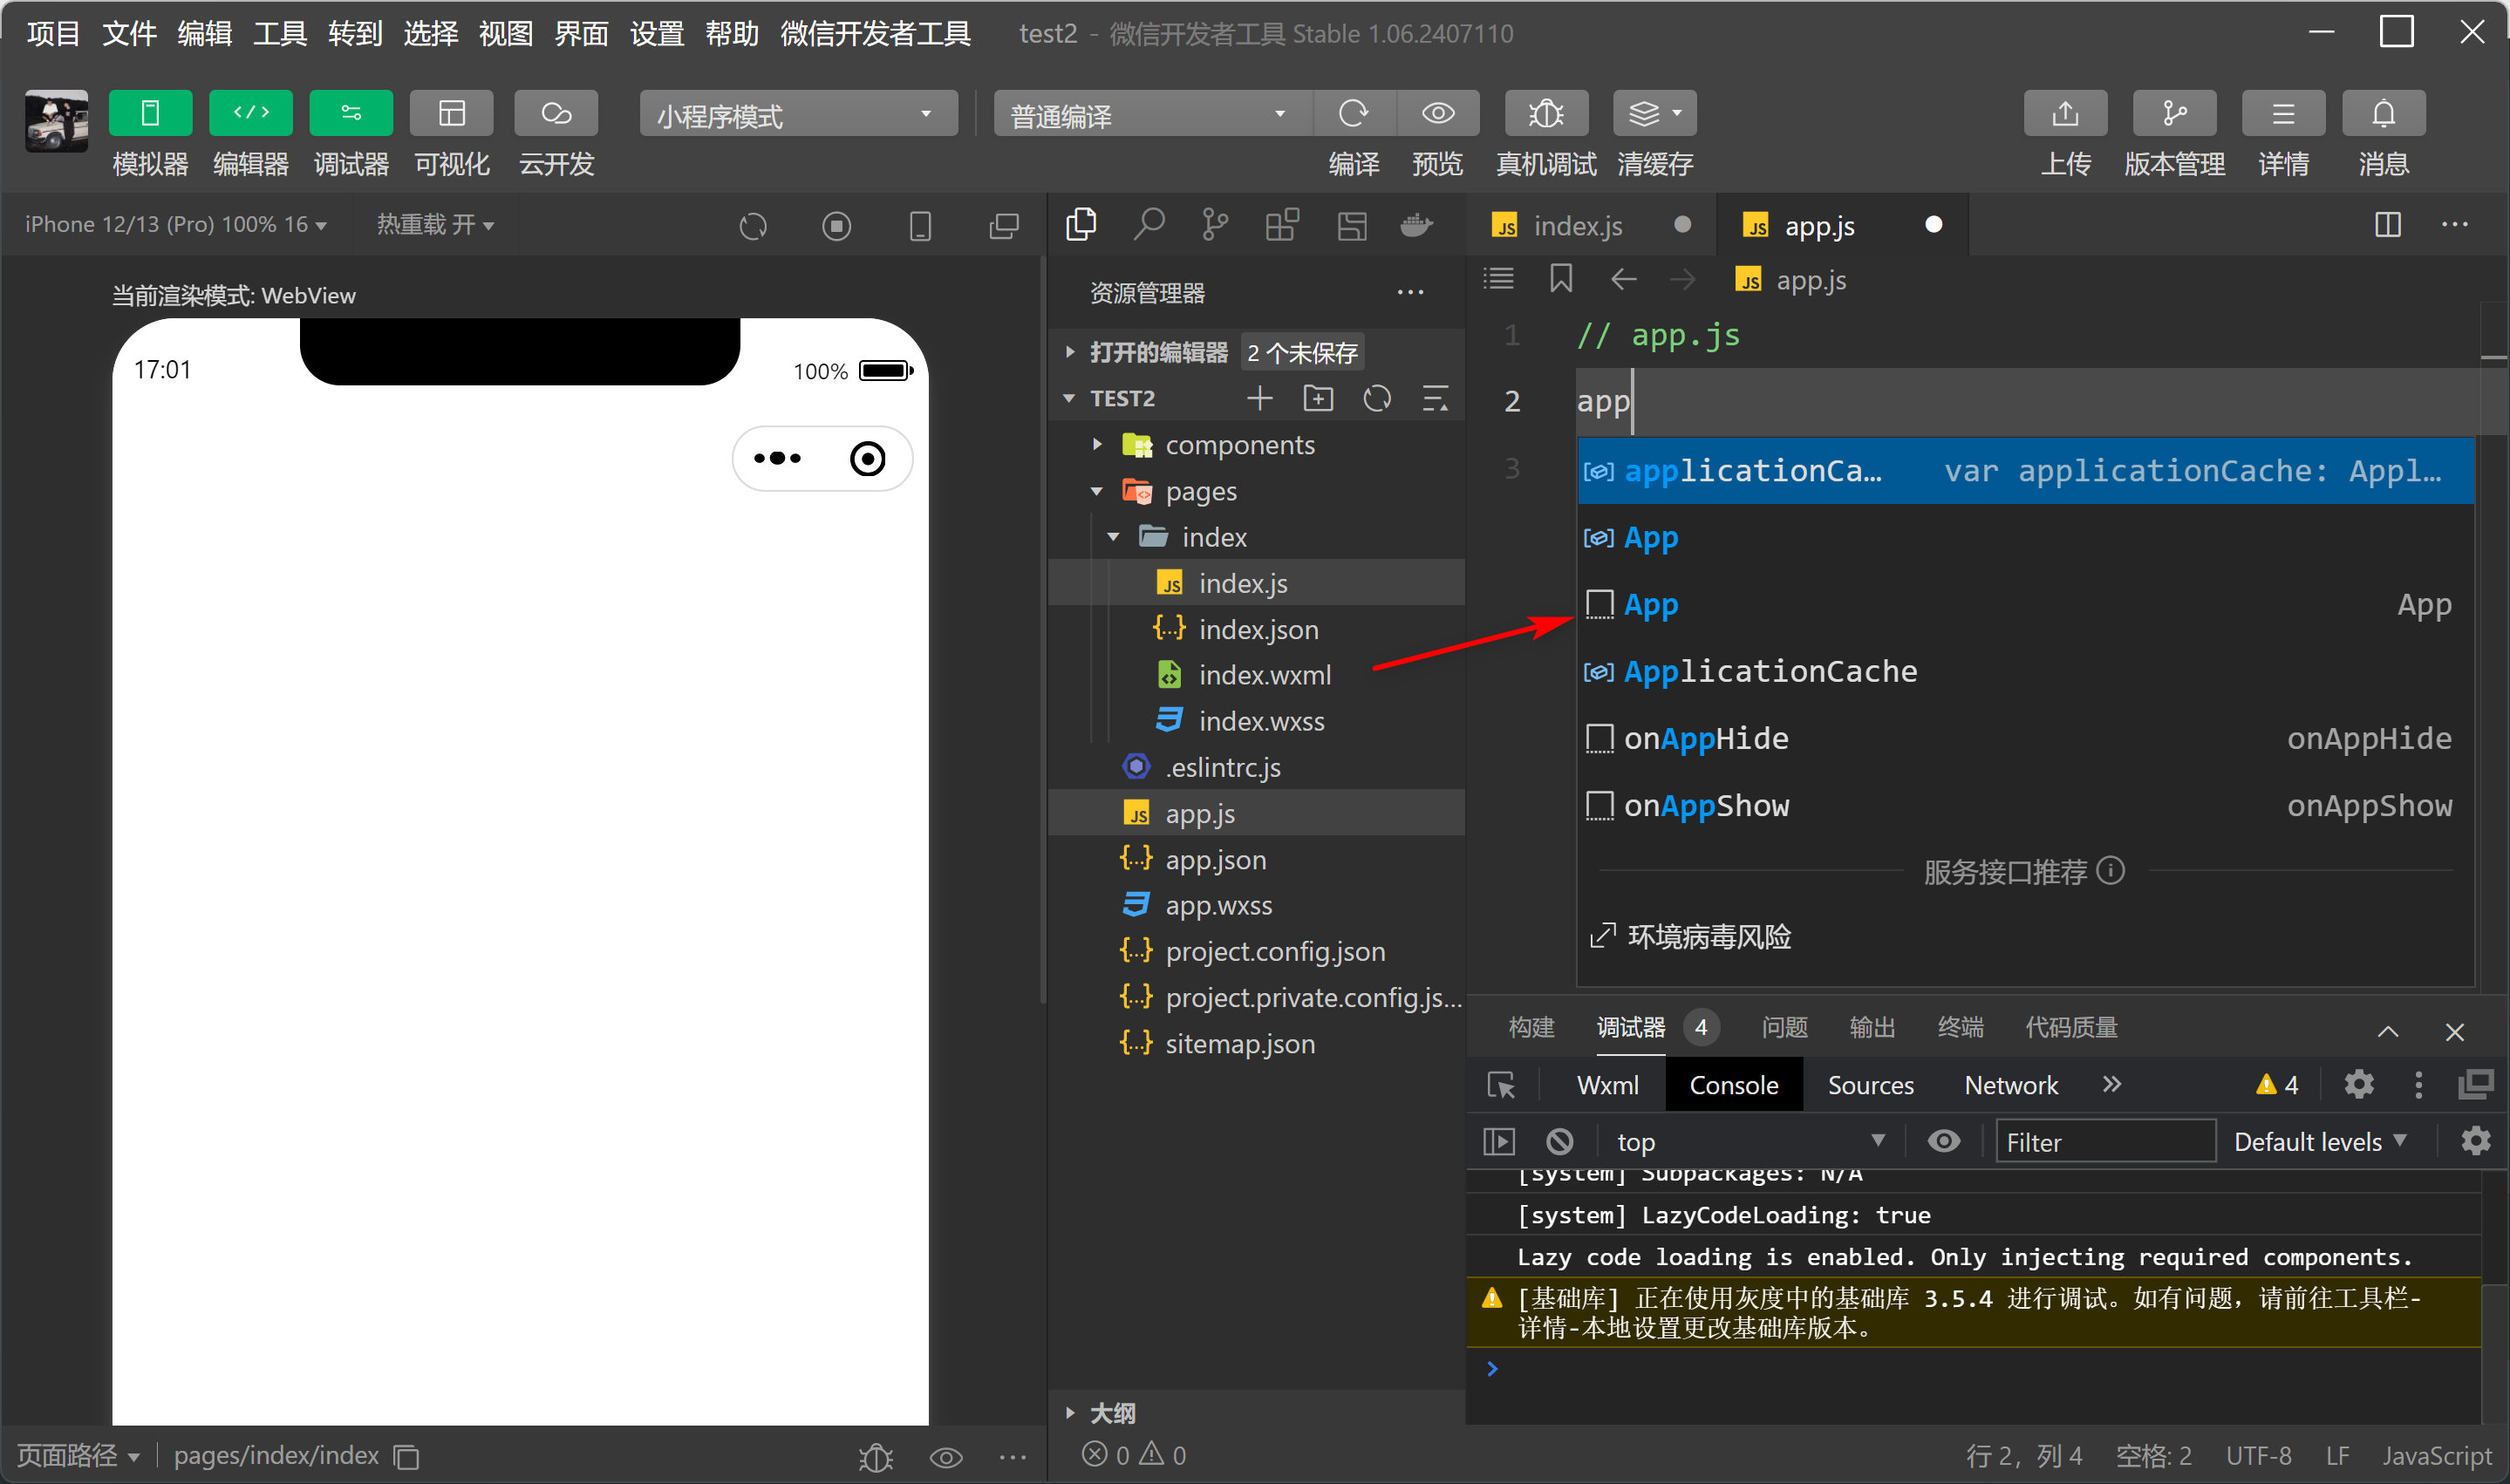 项目 文件 编辑 工具 转到 选择 视图 界面 设置 帮助 微信开发者工具 test2 - 微信开发者工具 Stable 1.06.2407110
小程序模式 普通编译
模拟器 编辑器 调试器 可视化 云开发 编译 预览 真机调试 清缓存 上传 版本管理 详情 消息
iPhone 12/13 (Pro) 100% 16 热重载 开
当前渲染模式: WebView
17:01 100%
资源管理器
打开的编辑器 2 个未保存
TEST2
components
pages
index
index.js
index.json
index.wxml
index.wxss
.eslintrc.js
app.js
app.json
app.wxss
project.config.json
project.private.config.js...
sitemap.json
大纲
index.js app.js
app.js
1 // app.js
2 app
3
applicationCa… var applicationCache: Appl…
App
App App
ApplicationCache
onAppHide onAppHide
onAppShow onAppShow
服务接口推荐
环境病毒风险
构建 调试器 4 问题 输出 终端 代码质量
Wxml Console Sources Network 4
top Filter Default levels
[system] Subpackages: N/A
[system] LazyCodeLoading: true
Lazy code loading is enabled. Only injecting required components.
[基础库] 正在使用灰度中的基础库 3.5.4 进行调试。如有问题，请前往工具栏-
详情-本地设置更改基础库版本。
页面路径 pages/index/index 0 0 行 2，列 4 空格: 2 UTF-8 LF JavaScript